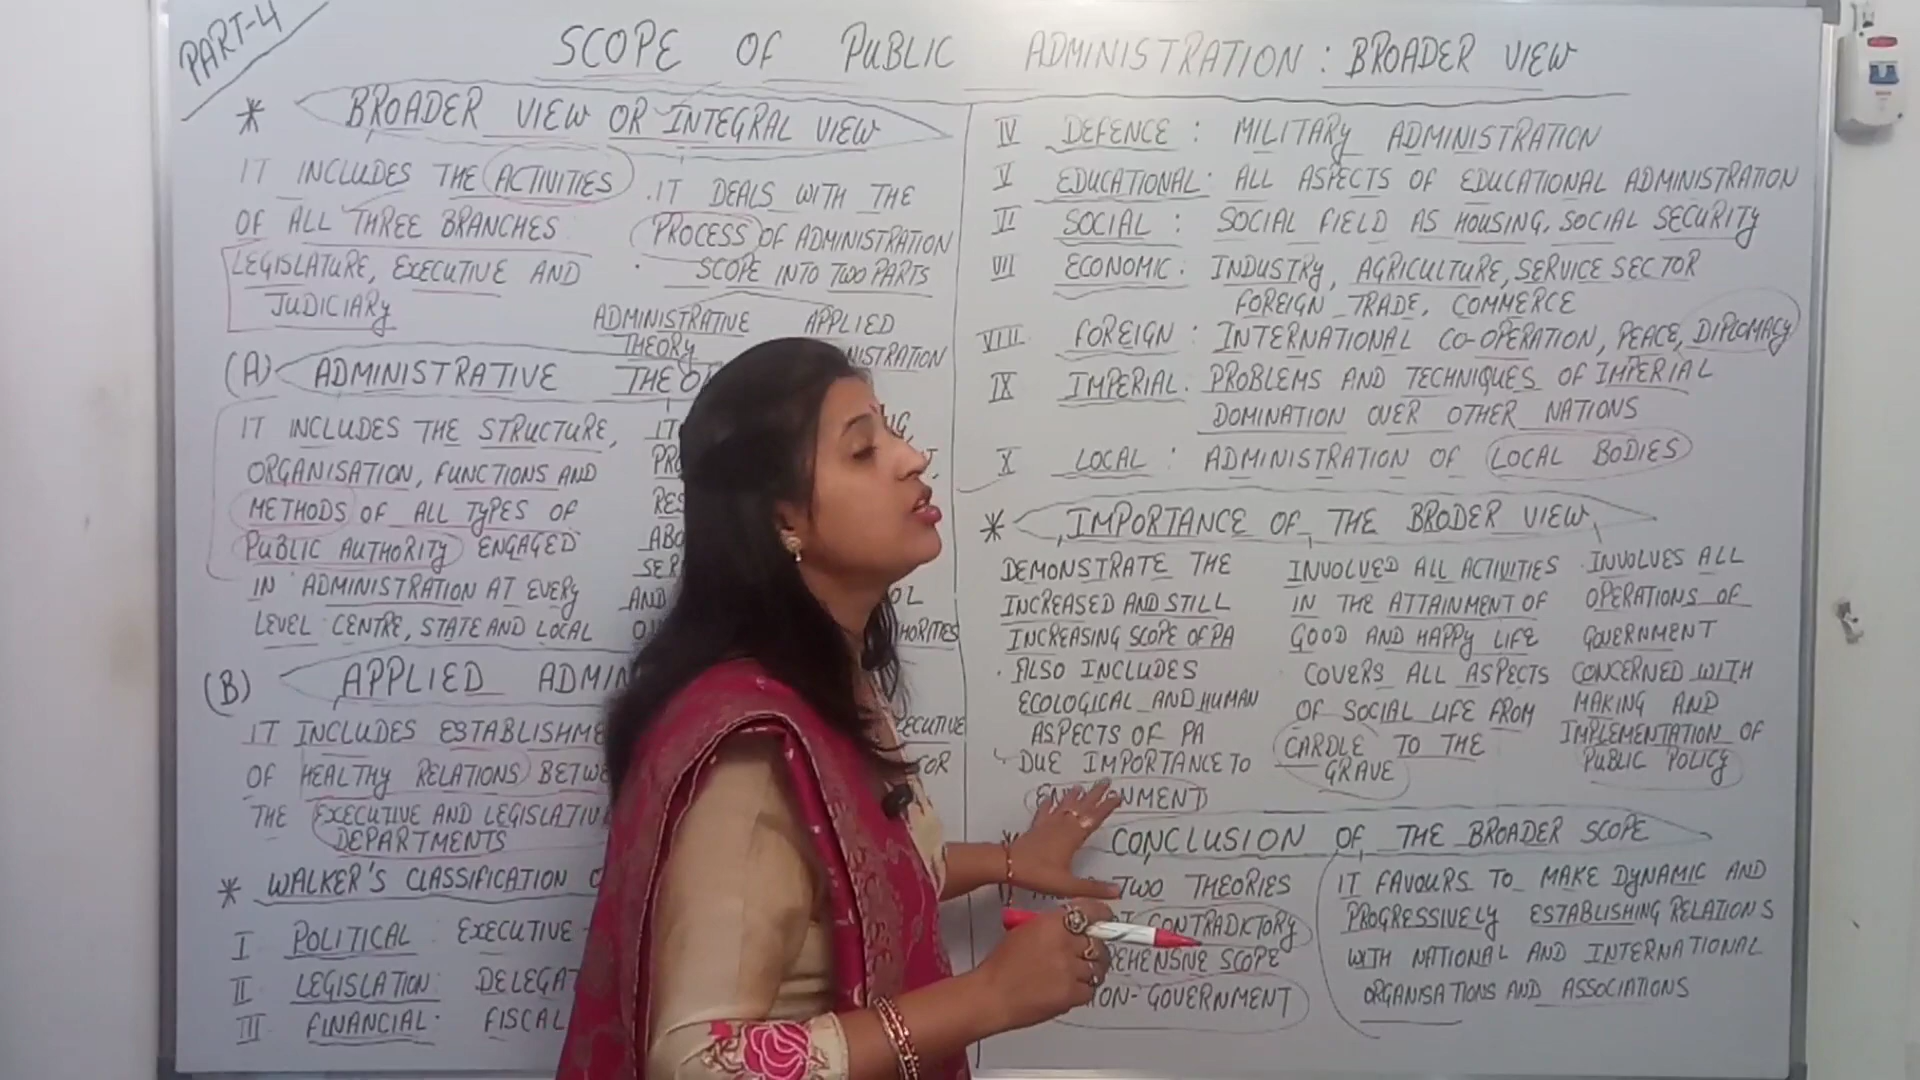 PART-4
SCOPE OF PUBLIC ADMINISTRATION : BROADER VIEW
* BROADER VIEW OR INTEGRAL VIEW
IT INCLUDES THE ACTIVITIES
OF ALL THREE BRANCHES
LEGISLATURE, EXECUTIVE AND
JUDICIARY
. IT DEALS WITH THE
PROCESS OF ADMINISTRATION
. SCOPE INTO TWO PARTS
ADMINISTRATIVE APPLIED
THEORY
(A) ADMINISTRATIVE
IT INCLUDES THE STRUCTURE,
ORGANISATION, FUNCTIONS AND
METHODS OF ALL TYPES OF
PUBLIC AUTHORITY ENGAGED
IN ADMINISTRATION AT EVERY
LEVEL CENTRE, STATE AND LOCAL
(B) APPLIED
IT INCLUDES
OF HEALTHY RELATIONS
THE EXECUTIVE AND
DEPARTMENTS
* WALKER'S CLASSIFICATION
I POLITICAL EXECUTIVE -
II LEGISLATION:
III FINANCIAL: FISCAL
IV DEFENCE : MILITARY ADMINISTRATION
V EDUCATIONAL: ALL ASPECTS OF EDUCATIONAL ADMINISTRATION
VI SOCIAL : SOCIAL FIELD AS HOUSING, SOCIAL SECURITY
VII ECONOMIC: INDUSTRY, AGRICULTURE, SERVICE SECTOR
FOREIGN TRADE, COMMERCE
VIII FOREIGN : INTERNATIONAL CO-OPERATION, PEACE, DIPLOMACY
IX IMPERIAL. PROBLEMS AND TECHNIQUES OF IMPERIAL
DOMINATION OVER OTHER NATIONS
X LOCAL : ADMINISTRATION OF LOCAL BODIES
* IMPORTANCE OF THE BRODER VIEW
DEMONSTRATE THE
INCREASED AND STILL
INCREASING SCOPE OF PA
. ALSO INCLUDES
ECOLOGICAL AND HUMAN
ASPECTS OF PA
DUE IMPORTANCE TO
INVOLVED ALL ACTIVITIES
IN THE ATTAINMENT OF
GOOD AND HAPPY LIFE
COVERS ALL ASPECTS
OF SOCIAL LIFE FROM
CARDLE TO THE
GRAVE
. INVOLVES ALL
OPERATIONS OF
GOVERNMENT
CONCERNED WITH
MAKING AND
IMPLEMENTATION OF
PUBLIC POLICY
CONCLUSION OF THE BROADER SCOPE
TWO THEORIES
SCOPE
NON-GOVERNMENT
IT FAVOURS TO MAKE DYNAMIC AND
PROGRESSIVELY ESTABLISHING RELATIONS
WITH NATIONAL AND INTERNATIONAL
ORGANISATIONS AND ASSOCIATIONS